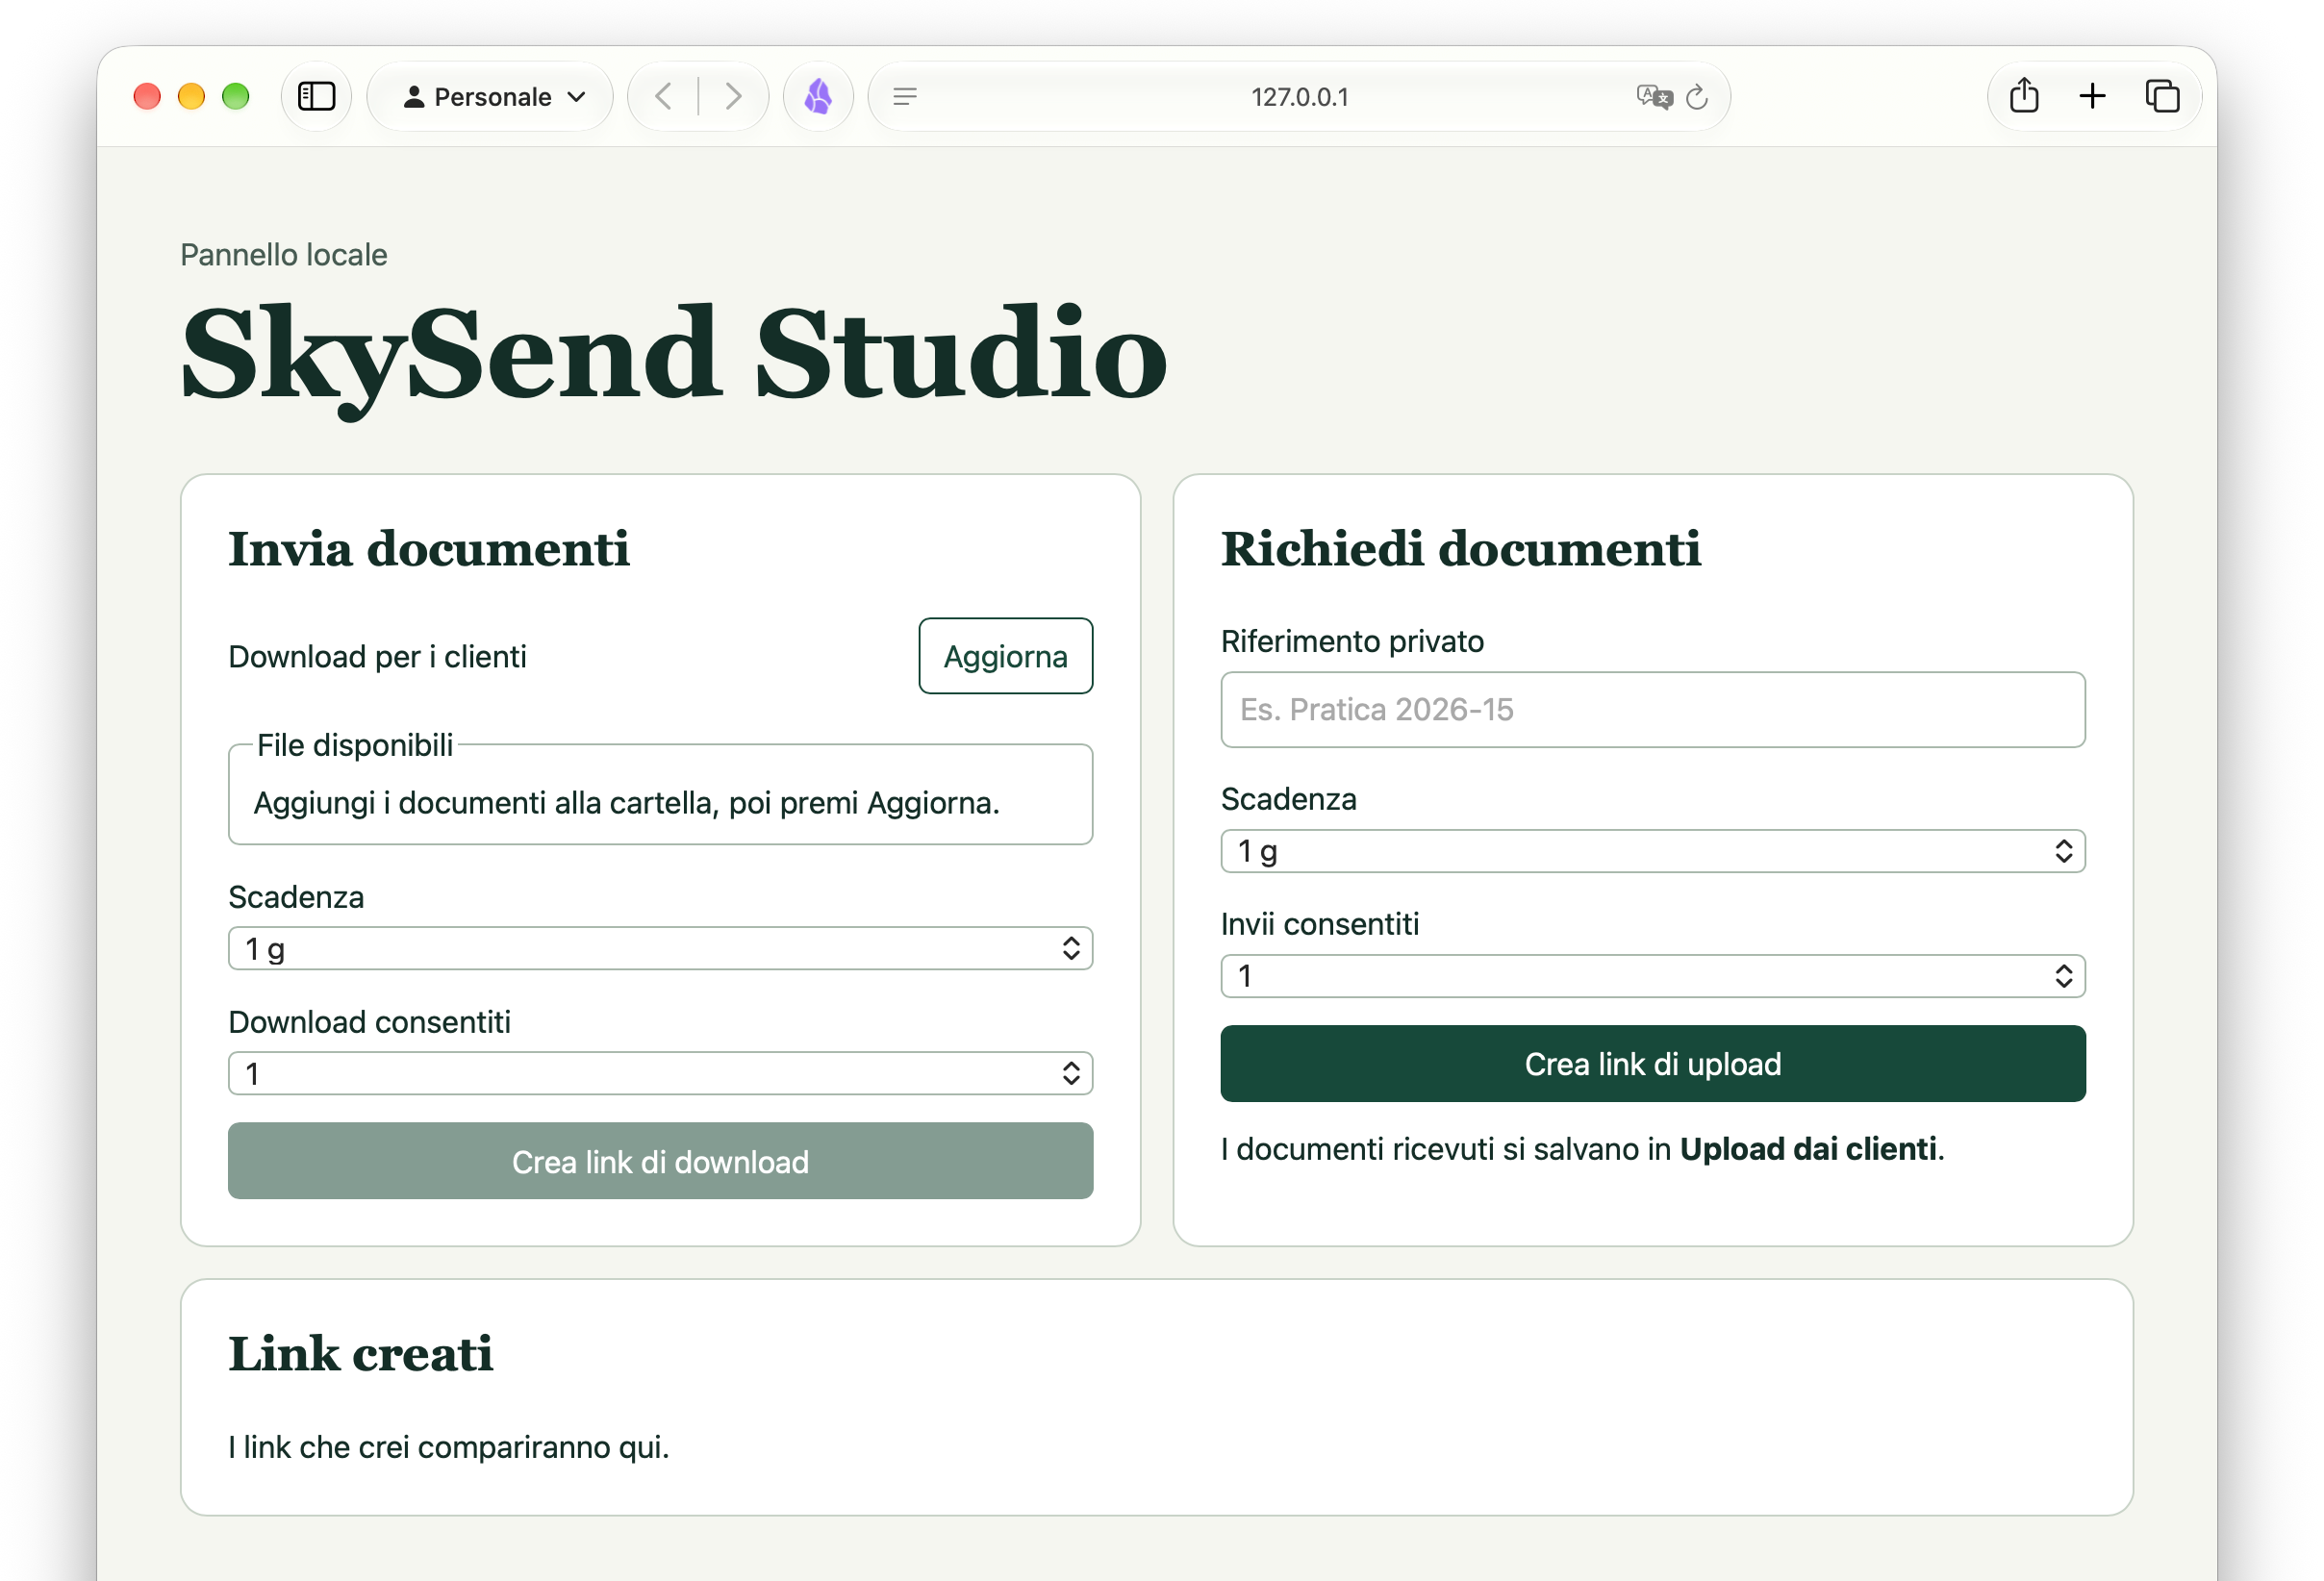 Personale
127.0.0.1
Pannello locale
SkySend Studio
Invia documenti
Download per i clienti
Aggiorna
File disponibili
Aggiungi i documenti alla cartella, poi premi Aggiorna.
Scadenza
1 g
Download consentiti
1
Crea link di download
Richiedi documenti
Riferimento privato
Es. Pratica 2026-15
Scadenza
1 g
Invii consentiti
1
Crea link di upload
I documenti ricevuti si salvano in Upload dai clienti.
Link creati
I link che crei compariranno qui.